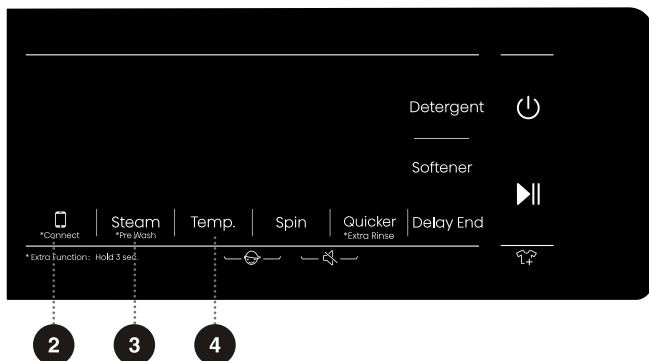 Detergent
Softener
*Connect
Steam
*Pre Wash
Temp.
Spin
Quicker
*Extra Rinse
Delay End
* Extra Function: Hold 3 sec.
2
3
4